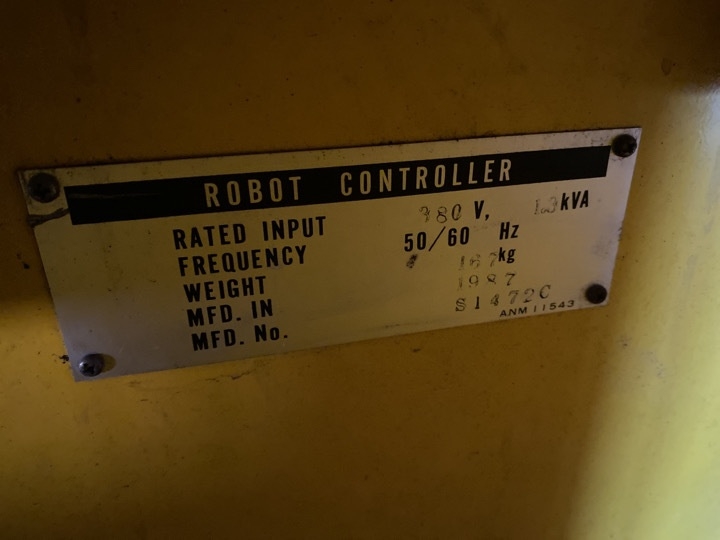 ROBOT CONTROLLER
RATED INPUT 380 V, kVA
FREQUENCY 50/60 Hz
WEIGHT 167 kg
MFD. IN 1987
MFD. No. S1472C
ANM11543